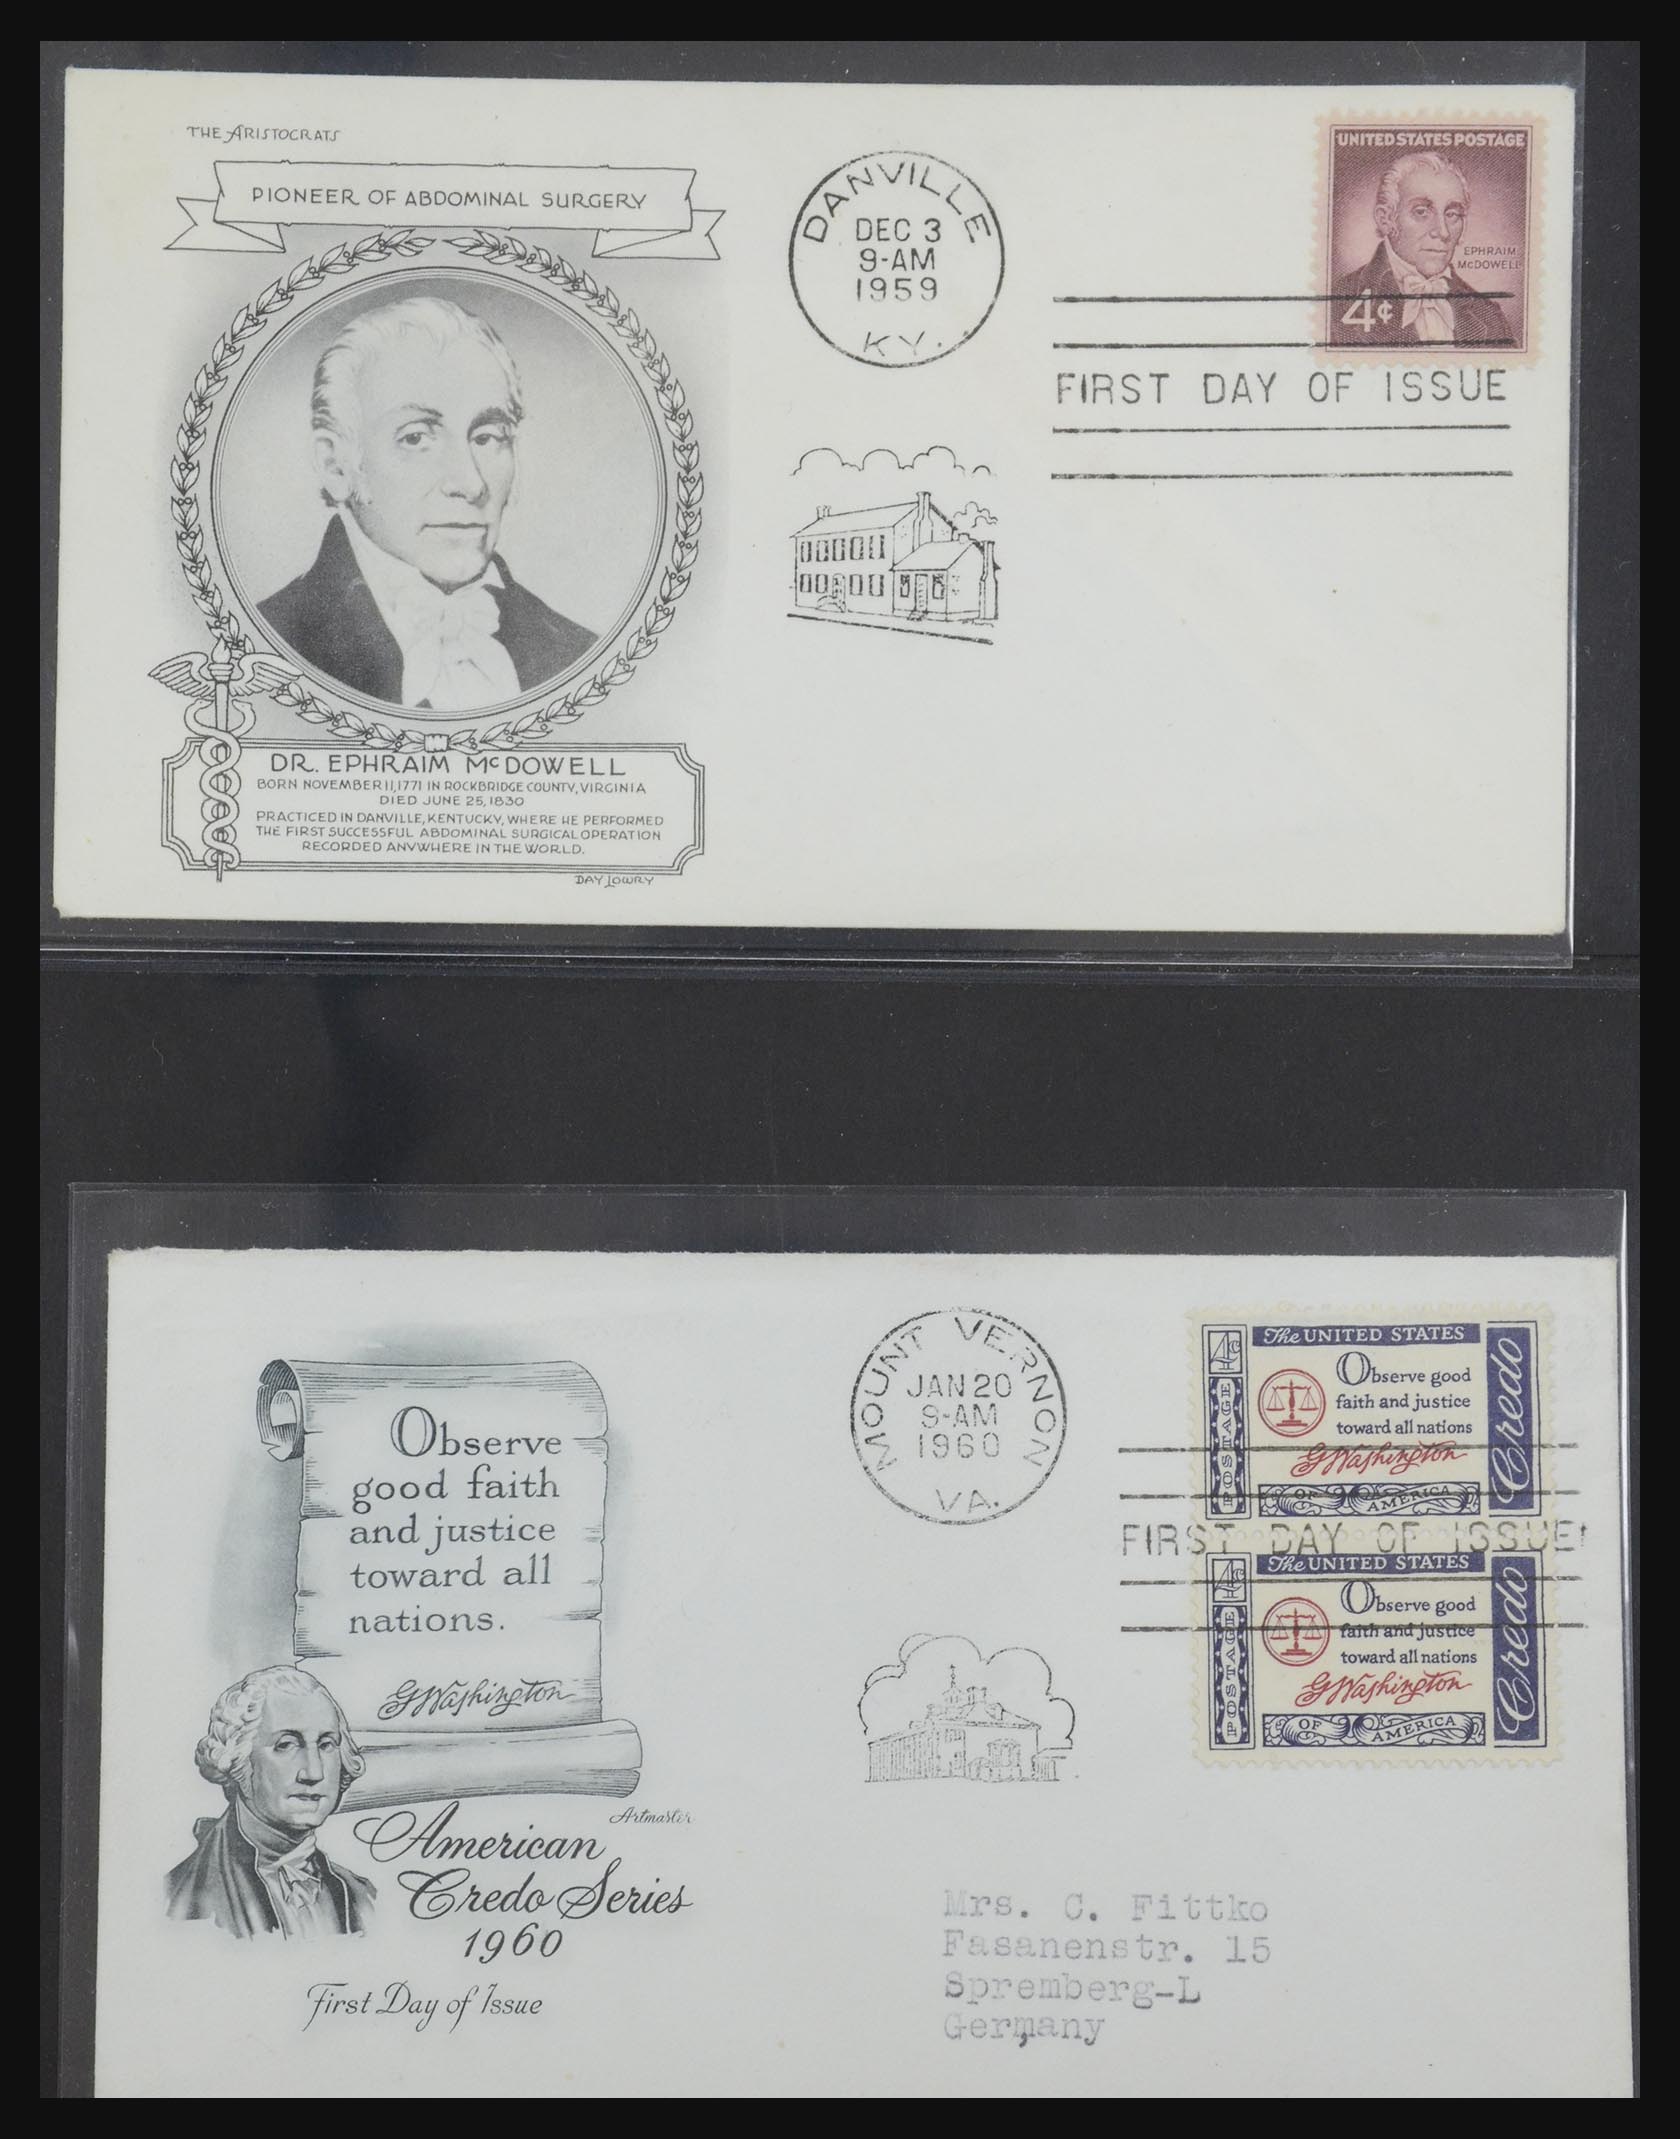 THE ARISTOCRATS
PIONEER OF ABDOMINAL SURGERY
DR. EPHRAIM McDOWELL
BORN NOVEMBER 11, 1771 IN ROCKBRIDGE COUNTY, VIRGINIA
DIED JUNE 25, 1830
PRACTICED IN DANVILLE, KENTUCKY, WHERE HE PERFORMED
THE FIRST SUCCESSFUL ABDOMINAL SURGICAL OPERATION
RECORDED ANYWHERE IN THE WORLD.
DAY LOWRY
DANVILLE
DEC 3
9-AM
1959
KY.
UNITED STATES POSTAGE
EPHRAIM
McDOWELL
4¢
FIRST DAY OF ISSUE
Observe
good faith
and justice
toward all
nations.
GWashington
Artmaster
American
Credo Series
1960
First Day of Issue
MOUNT VERNON
JAN 20
9-AM
1960
VA.
4c
POSTAGE
The UNITED STATES
Observe good
faith and justice
toward all nations
GWashington
OF AMERICA
Credo
FIRST DAY OF ISSUE
4c
POSTAGE
The UNITED STATES
Observe good
faith and justice
toward all nations
GWashington
OF AMERICA
Credo
Mrs. C. Fittko
Fasanenstr. 15
Spremberg-L
Germany